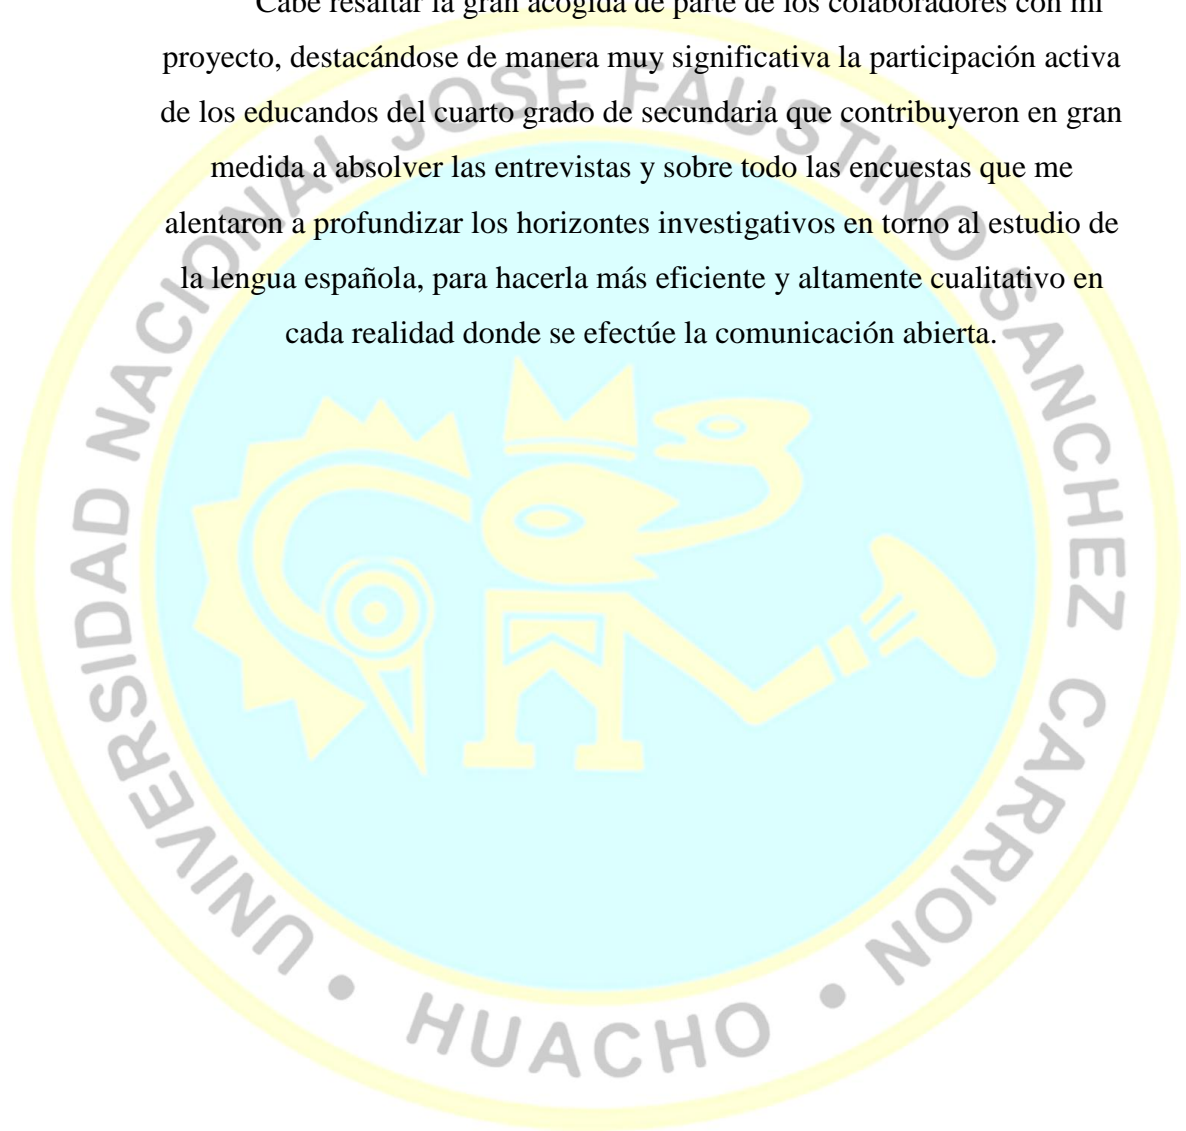 Cabe resaltar la gran acogida de parte de los colaboradores con mi
proyecto, destacándose de manera muy significativa la participación activa
de los educandos del cuarto grado de secundaria que contribuyeron en gran
medida a absolver las entrevistas y sobre todo las encuestas que me
alentaron a profundizar los horizontes investigativos en torno al estudio de
la lengua española, para hacerla más eficiente y altamente cualitativo en
cada realidad donde se efectúe la comunicación abierta.
UNIVERSIDAD NACIONAL JOSE FAUSTINO SANCHEZ CARRION • HUACHO •